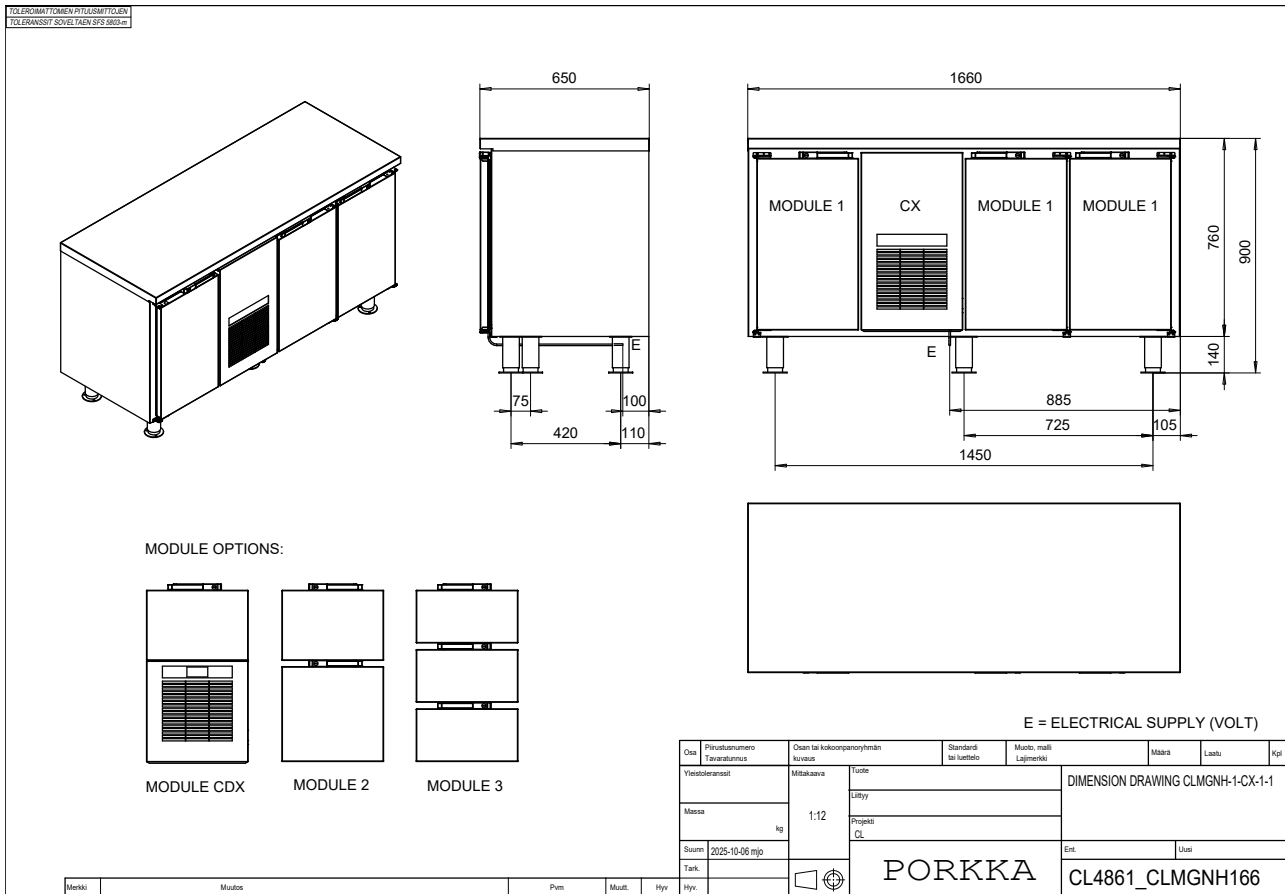 TOLEROIMATTOMIEN PITUUSMITTOJEN
TOLERANSSIT SOVELTAEN SFS 5803-m
650
1660
MODULE 1
CX
MODULE 1
MODULE 1
760
900
140
E
E
75
100
420
110
885
725
105
1450
MODULE OPTIONS:
MODULE CDX
MODULE 2
MODULE 3
E = ELECTRICAL SUPPLY (VOLT)
Osa
Piirustusnumero
Tavaratunnus
Osan tai kokoonpanoryhmän
kuvaus
Standardi
tai luettelo
Muoto, malli
Lajimerkki
Määrä
Laatu
Kpl
Yleistoleranssit
Mittakaava
1:12
Tuote
Liittyy
Projekti
CL
DIMENSION DRAWING CLMGNH-1-CX-1-1
Massa
kg
Suunn
2025-10-06 mjo
Tark.
Hyv.
PORKKA
Ent.
Uusi
CL4861_CLMGNH166
Merkki
Muutos
Pvm
Muutt.
Hyv